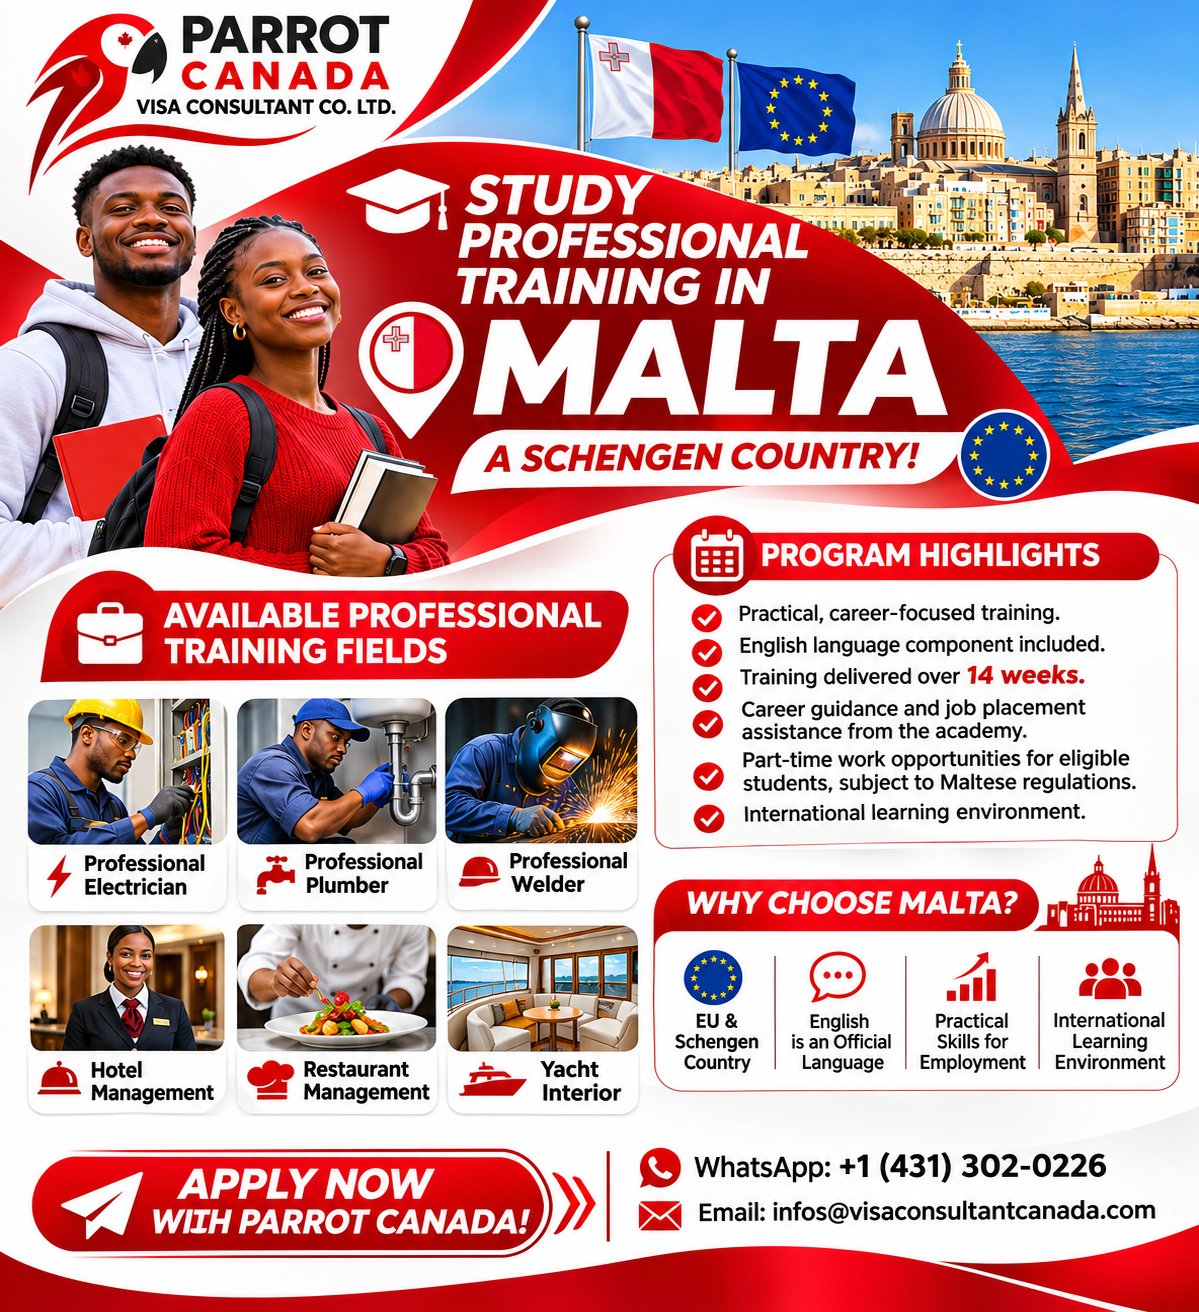 PARROT
CANADA
VISA CONSULTANT CO. LTD.
STUDY
PROFESSIONAL
TRAINING IN
MALTA
A SCHENGEN COUNTRY!
AVAILABLE PROFESSIONAL
TRAINING FIELDS
Professional
Electrician
Professional
Plumber
Professional
Welder
Hotel
Management
Restaurant
Management
Yacht
Interior
PROGRAM HIGHLIGHTS
Practical, career-focused training.
English language component included.
Training delivered over 14 weeks.
Career guidance and job placement
assistance from the academy.
Part-time work opportunities for eligible
students, subject to Maltese regulations.
International learning environment.
WHY CHOOSE MALTA?
EU &
Schengen
Country
English
is an Official
Language
Practical
Skills for
Employment
International
Learning
Environment
APPLY NOW
WITH PARROT CANADA!
WhatsApp: +1 (431) 302-0226
Email: infos@visaconsultantcanada.com